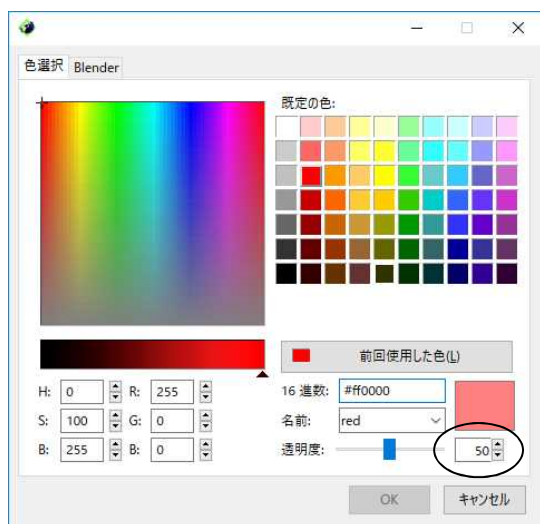 色選択 Blender
既定の色:
前回使用した色(L)
H: 0 R: 255
S: 100 G: 0
B: 255 B: 0
16 進数: #ff0000
名前: red
透明度: 50
OK キャンセル